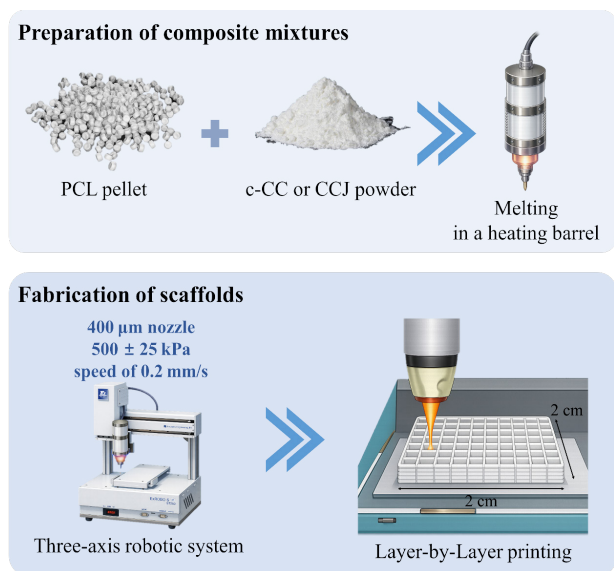 Preparation of composite mixtures
PCL pellet
c-CC or CCJ powder
Melting
in a heating barrel
Fabrication of scaffolds
400 μm nozzle
500 ± 25 kPa
speed of 0.2 mm/s
Three-axis robotic system
2 cm
2 cm
Layer-by-Layer printing